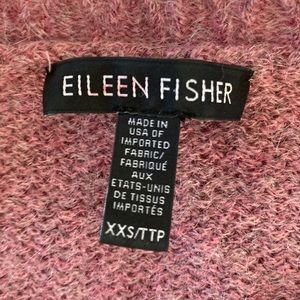 EILEEN FISHER
MADE IN
USA OF
IMPORTED
FABRIC/
FABRIQUÉ
AUX
ETATS-UNIS
DE TISSUS
IMPORTÉS
XXS/TTP